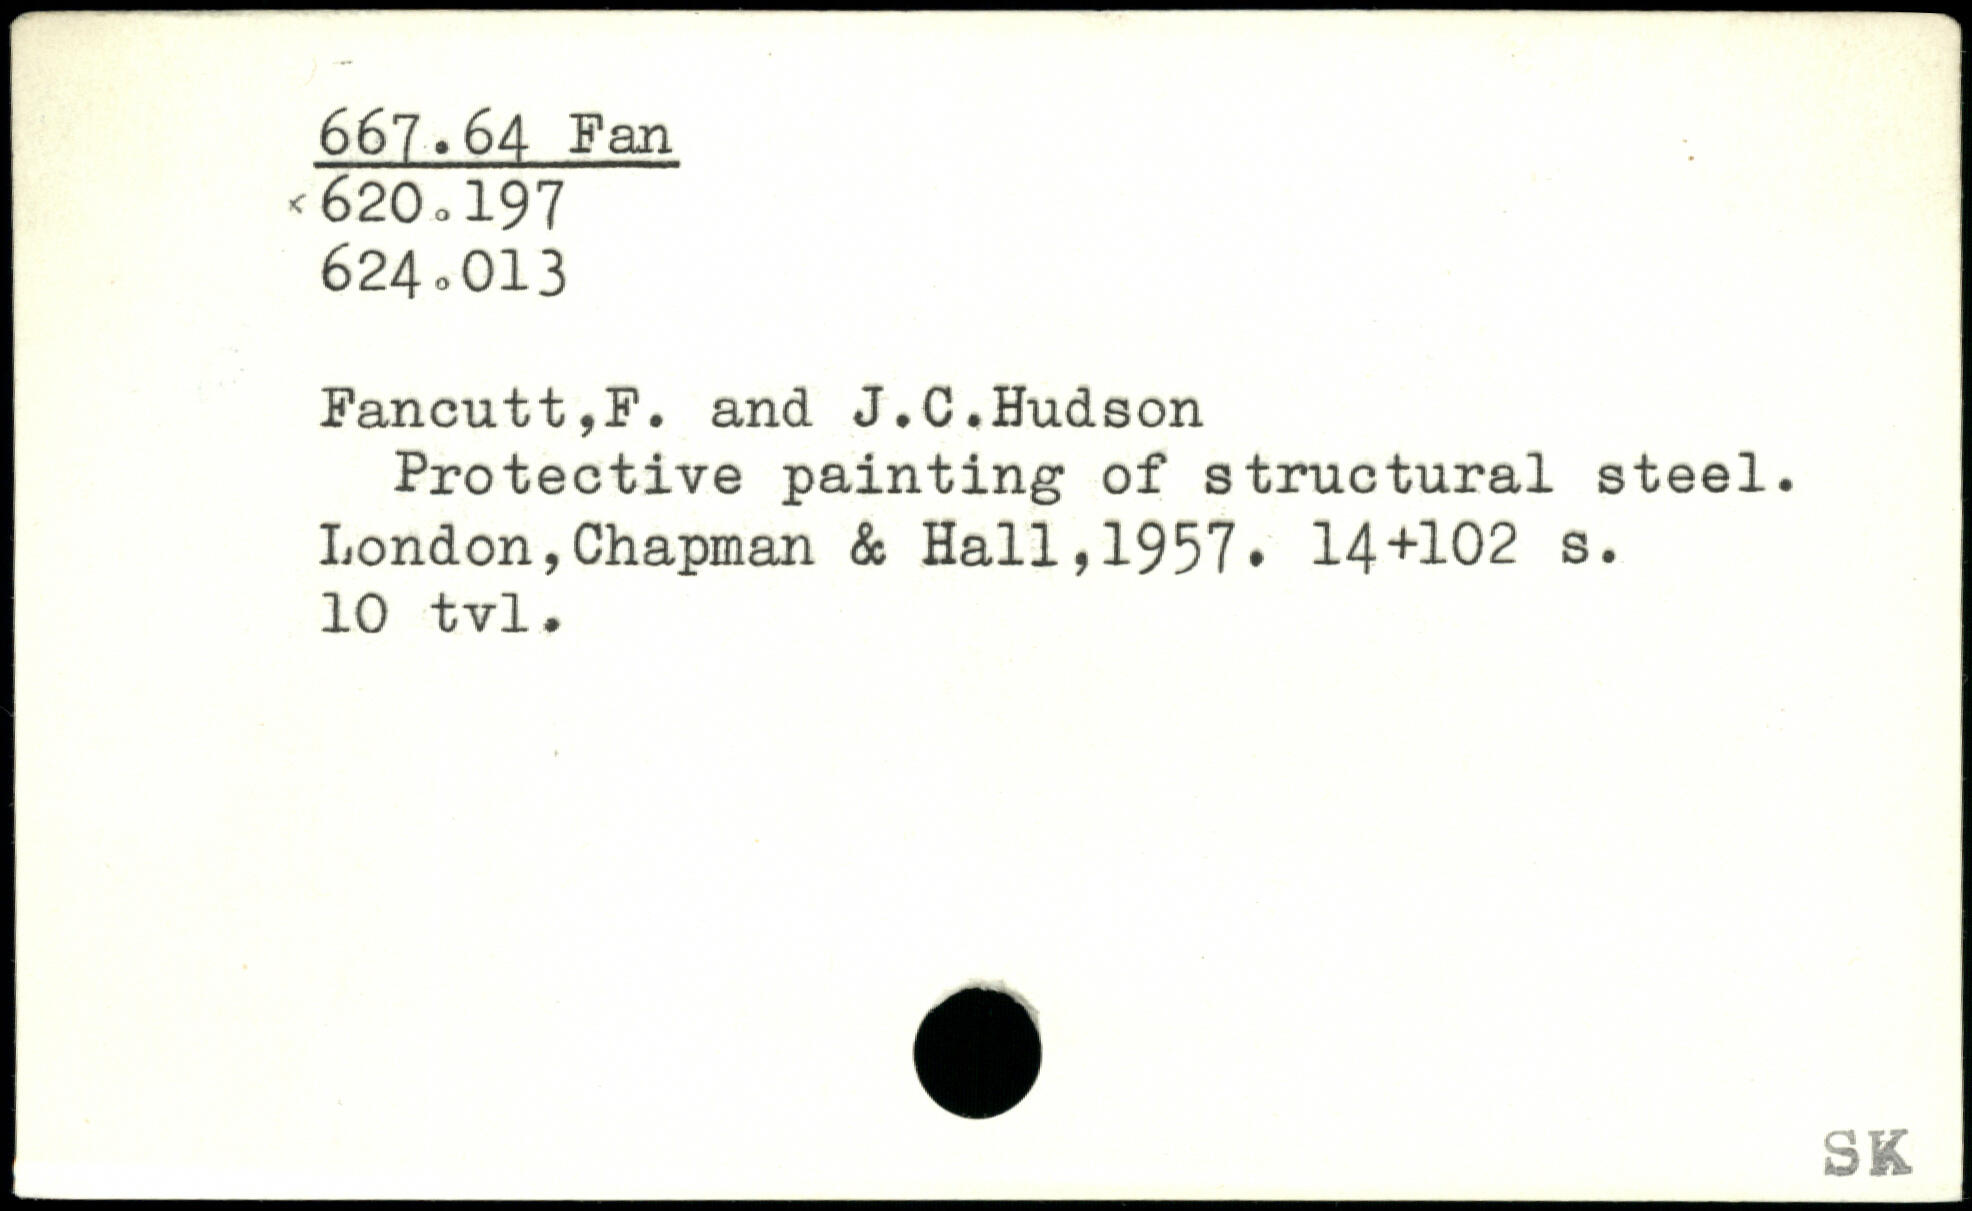 667.64 Fan
620.197
624.013
Fancutt,F. and J.C.Hudson
Protective painting of structural steel.
London,Chapman & Hall,1957. 14+102 s.
10 tvl.
SK